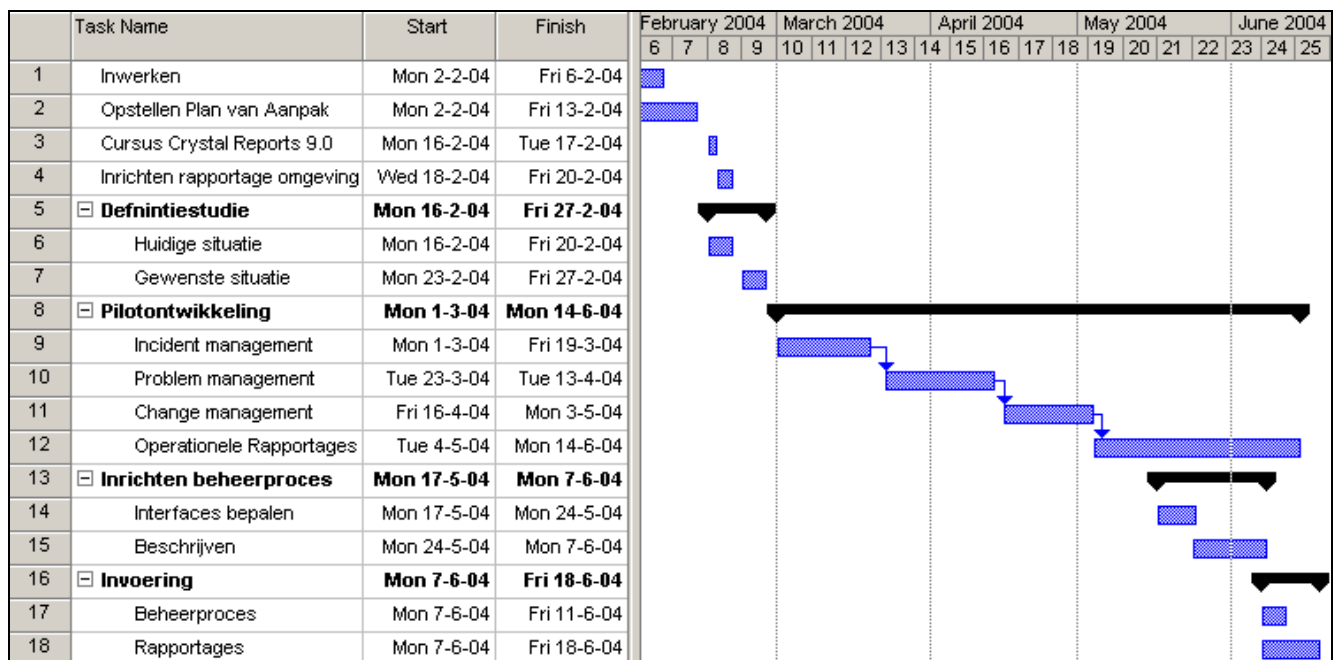 Task Name Start Finish February 2004 March 2004 April 2004 May 2004 June 2004
6 7 8 9 10 11 12 13 14 15 16 17 18 19 20 21 22 23 24 25
1 Inwerken Mon 2-2-04 Fri 6-2-04
2 Opstellen Plan van Aanpak Mon 2-2-04 Fri 13-2-04
3 Cursus Crystal Reports 9.0 Mon 16-2-04 Tue 17-2-04
4 Inrichten rapportage omgeving Wed 18-2-04 Fri 20-2-04
5 Defnintiestudie Mon 16-2-04 Fri 27-2-04
6 Huidige situatie Mon 16-2-04 Fri 20-2-04
7 Gewenste situatie Mon 23-2-04 Fri 27-2-04
8 Pilotontwikkeling Mon 1-3-04 Mon 14-6-04
9 Incident management Mon 1-3-04 Fri 19-3-04
10 Problem management Tue 23-3-04 Tue 13-4-04
11 Change management Fri 16-4-04 Mon 3-5-04
12 Operationele Rapportages Tue 4-5-04 Mon 14-6-04
13 Inrichten beheerproces Mon 17-5-04 Mon 7-6-04
14 Interfaces bepalen Mon 17-5-04 Mon 24-5-04
15 Beschrijven Mon 24-5-04 Mon 7-6-04
16 Invoering Mon 7-6-04 Fri 18-6-04
17 Beheerproces Mon 7-6-04 Fri 11-6-04
18 Rapportages Mon 7-6-04 Fri 18-6-04